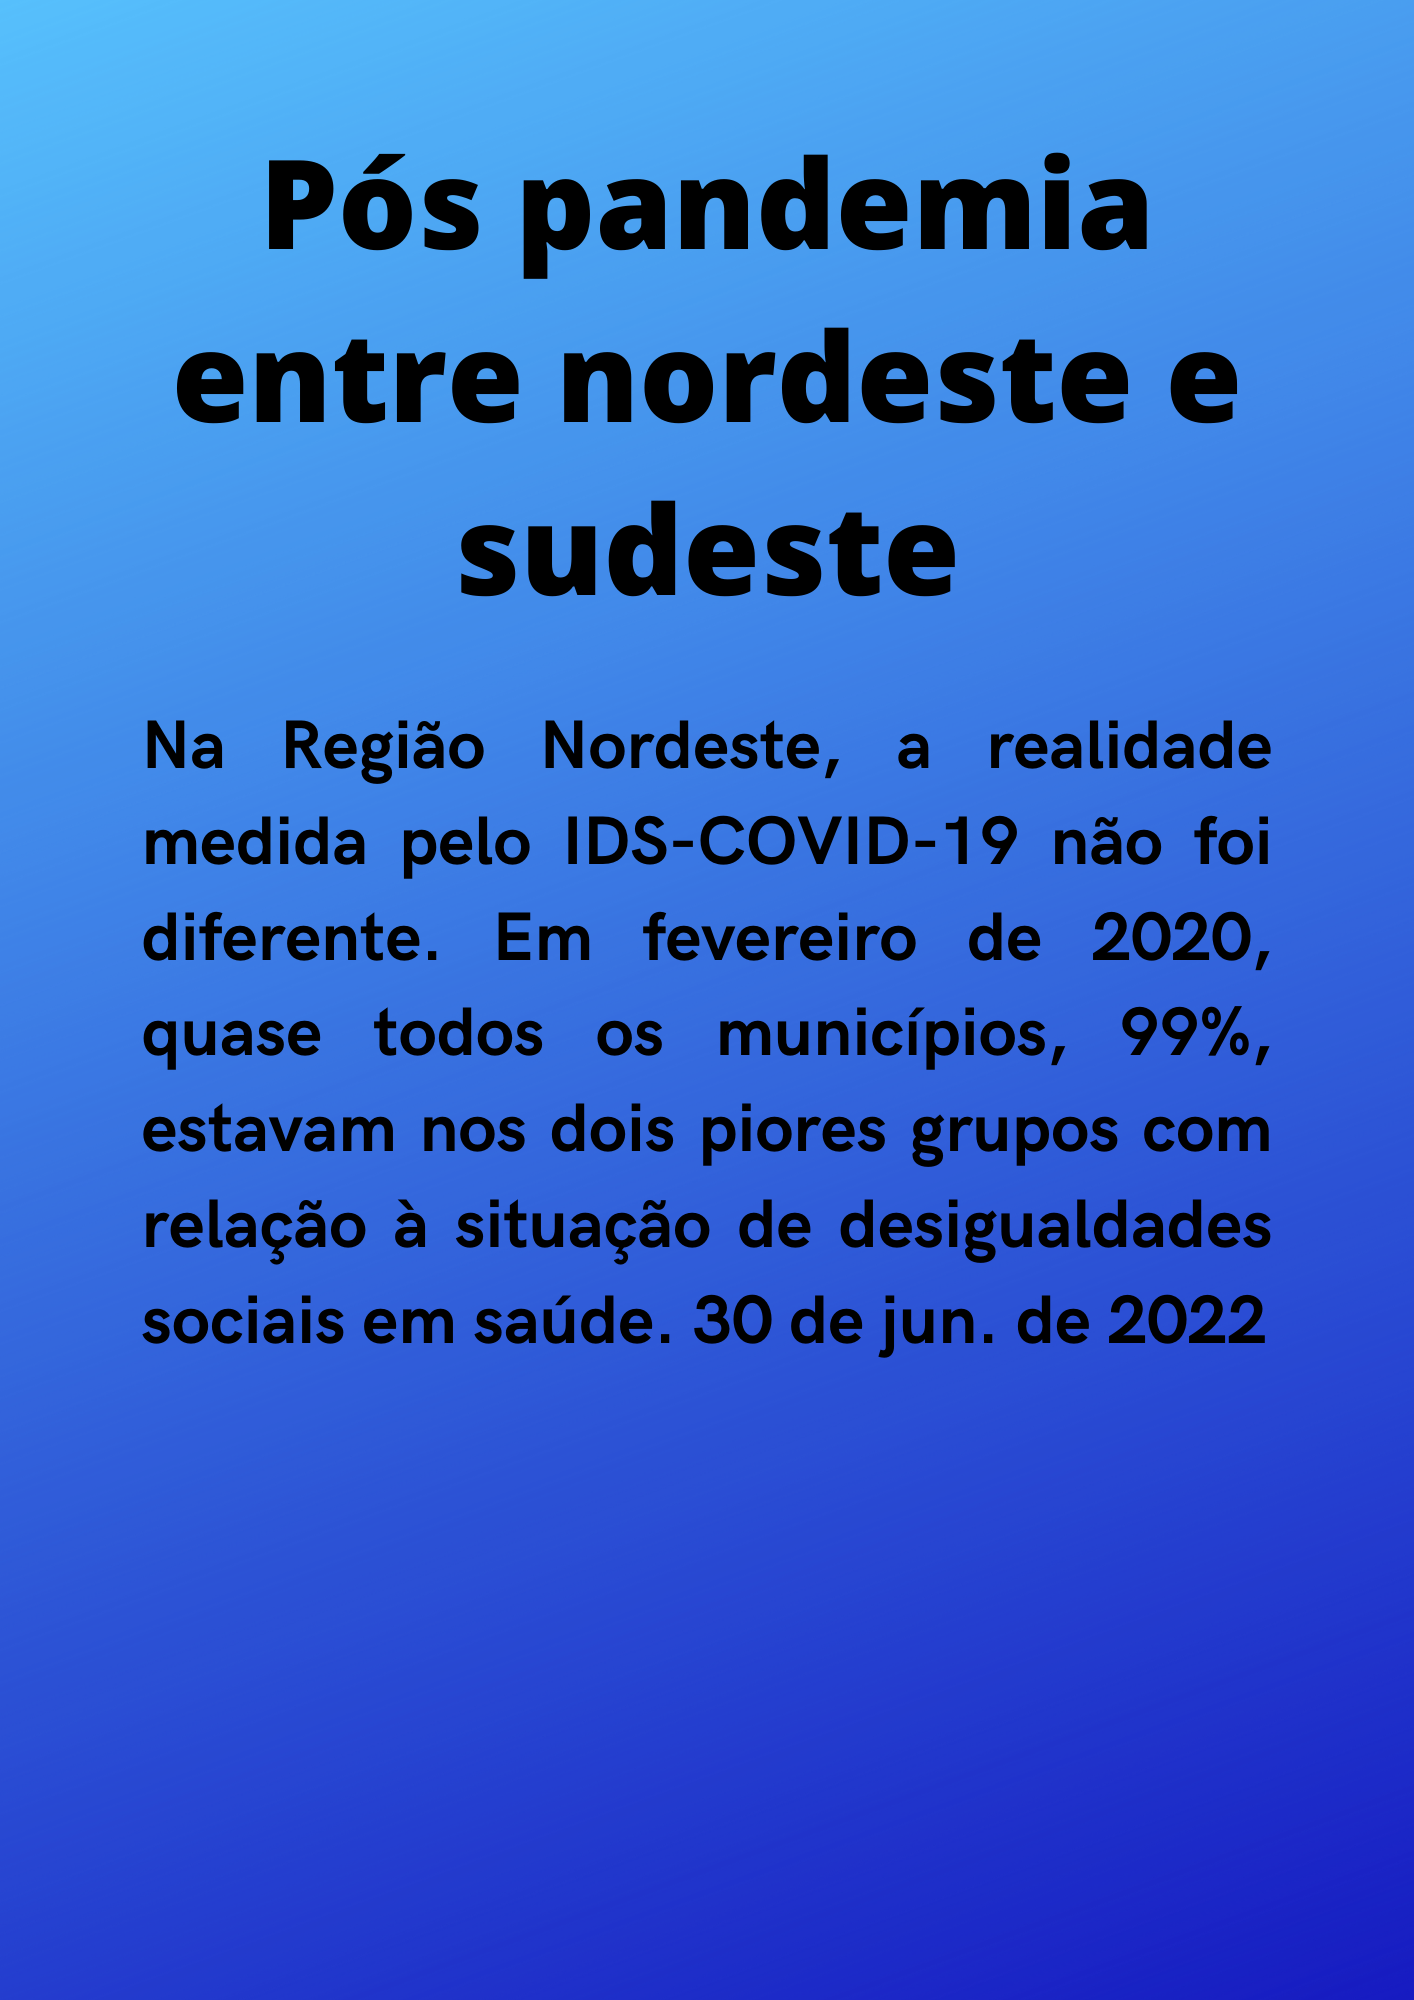 Pós pandemia
entre nordeste e
sudeste
Na Região Nordeste, a realidade
medida pelo IDS-COVID-19 não foi
diferente. Em fevereiro de 2020,
quase todos os municípios, 99%,
estavam nos dois piores grupos com
relação à situação de desigualdades
sociais em saúde. 30 de jun. de 2022